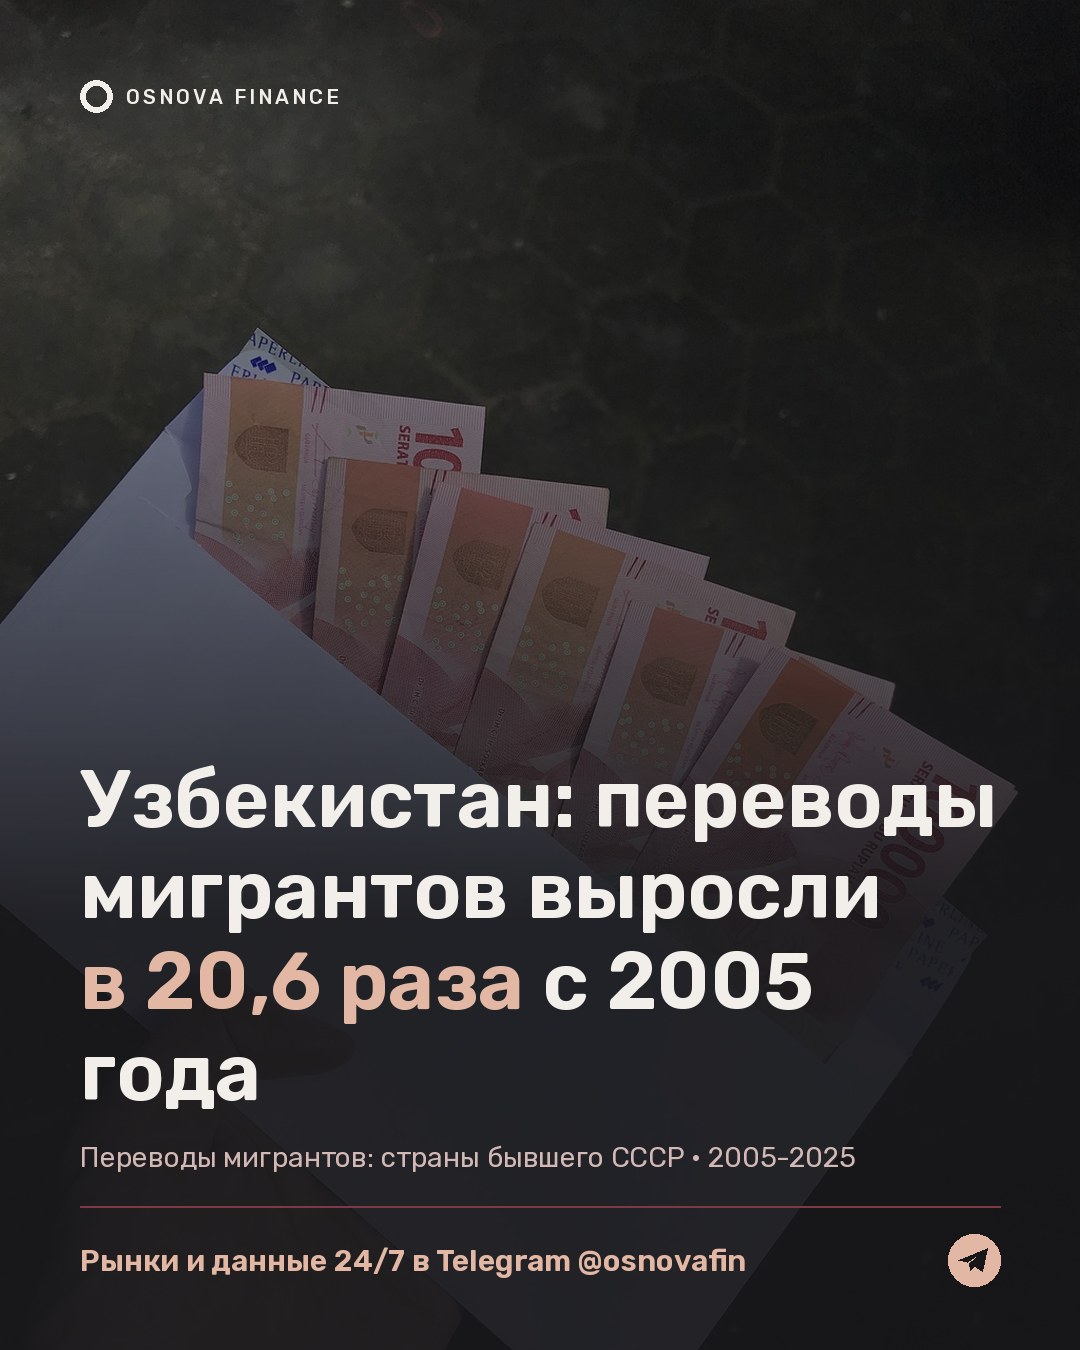 OSNOVA FINANCE
Узбекистан: переводы
мигрантов выросли
в 20,6 раза с 2005
года
Переводы мигрантов: страны бывшего СССР • 2005-2025
Рынки и данные 24/7 в Telegram @osnovafin